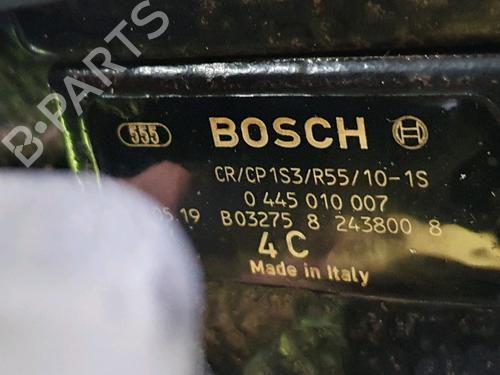 B-PARTS
555 BOSCH
CR/CP1S3/R55/10-1S
0 445 010 007
05.19 B03275 8 243800 8
4C
Made in Italy